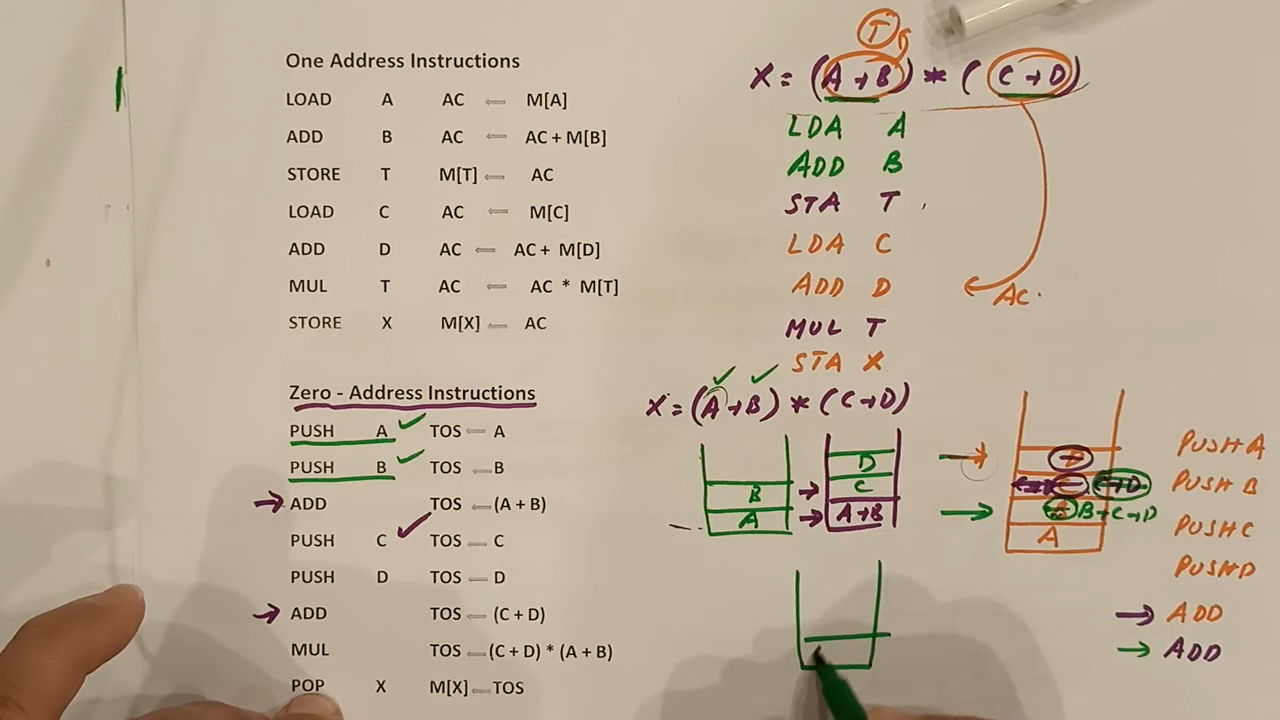 One Address Instructions
LOAD A AC ⇐ M[A]
ADD B AC ⇐ AC + M[B]
STORE T M[T] ⇐ AC
LOAD C AC ⇐ M[C]
ADD D AC ⇐ AC + M[D]
MUL T AC ⇐ AC * M[T]
STORE X M[X] ⇐ AC
Zero - Address Instructions
PUSH A TOS ⇐ A
PUSH B TOS ⇐ B
ADD TOS ⇐ (A + B)
PUSH C TOS ⇐ C
PUSH D TOS ⇐ D
ADD TOS ⇐ (C + D)
MUL TOS ⇐ (C + D) * (A + B)
POP X M[X] ⇐ TOS
T
X = (A + B) * (C + D)
LDA A
ADD B
STA T
LDA C
ADD D
AC.
MUL T
STA X
X = (A + B) * (C + D)
B
A
D
C
A + B
D
C + D
B + C + D
A
PUSH A
PUSH B
PUSH C
PUSH D
ADD
ADD